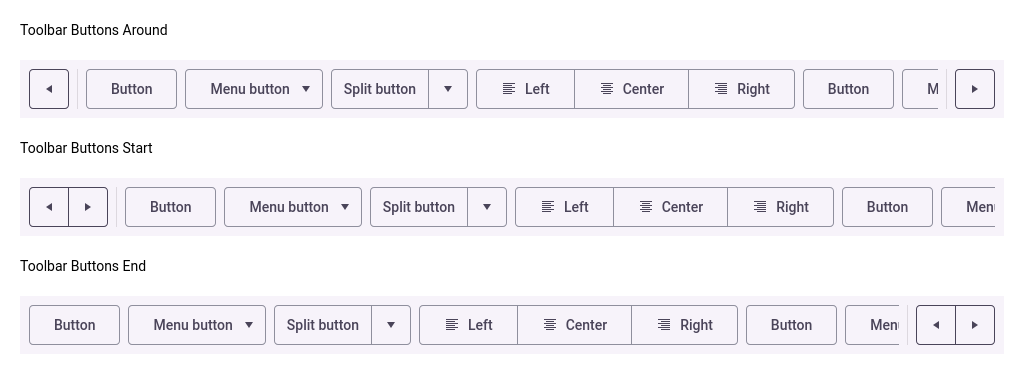 Toolbar Buttons Around
Button Menu button Split button Left Center Right Button M
Toolbar Buttons Start
Button Menu button Split button Left Center Right Button Men
Toolbar Buttons End
Button Menu button Split button Left Center Right Button Men